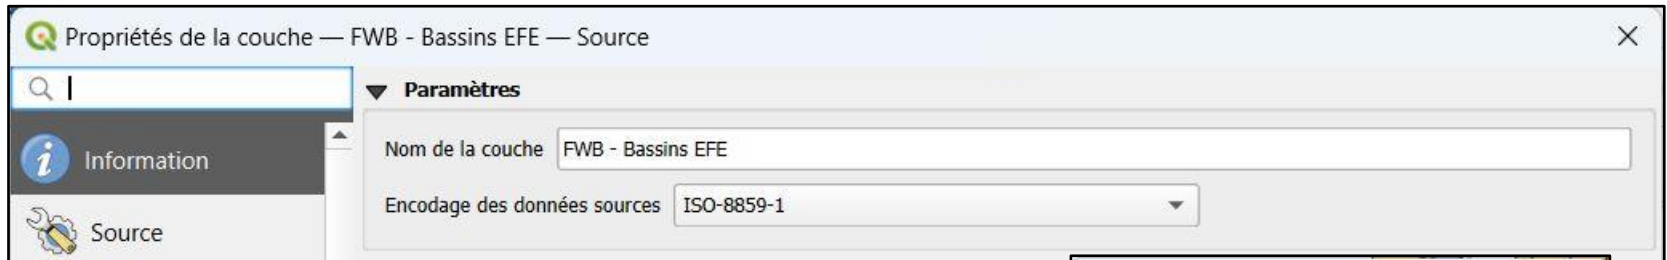 Propriétés de la couche — FWB - Bassins EFE — Source
Paramètres
Information
Nom de la couche FWB - Bassins EFE
Encodage des données sources ISO-8859-1
Source